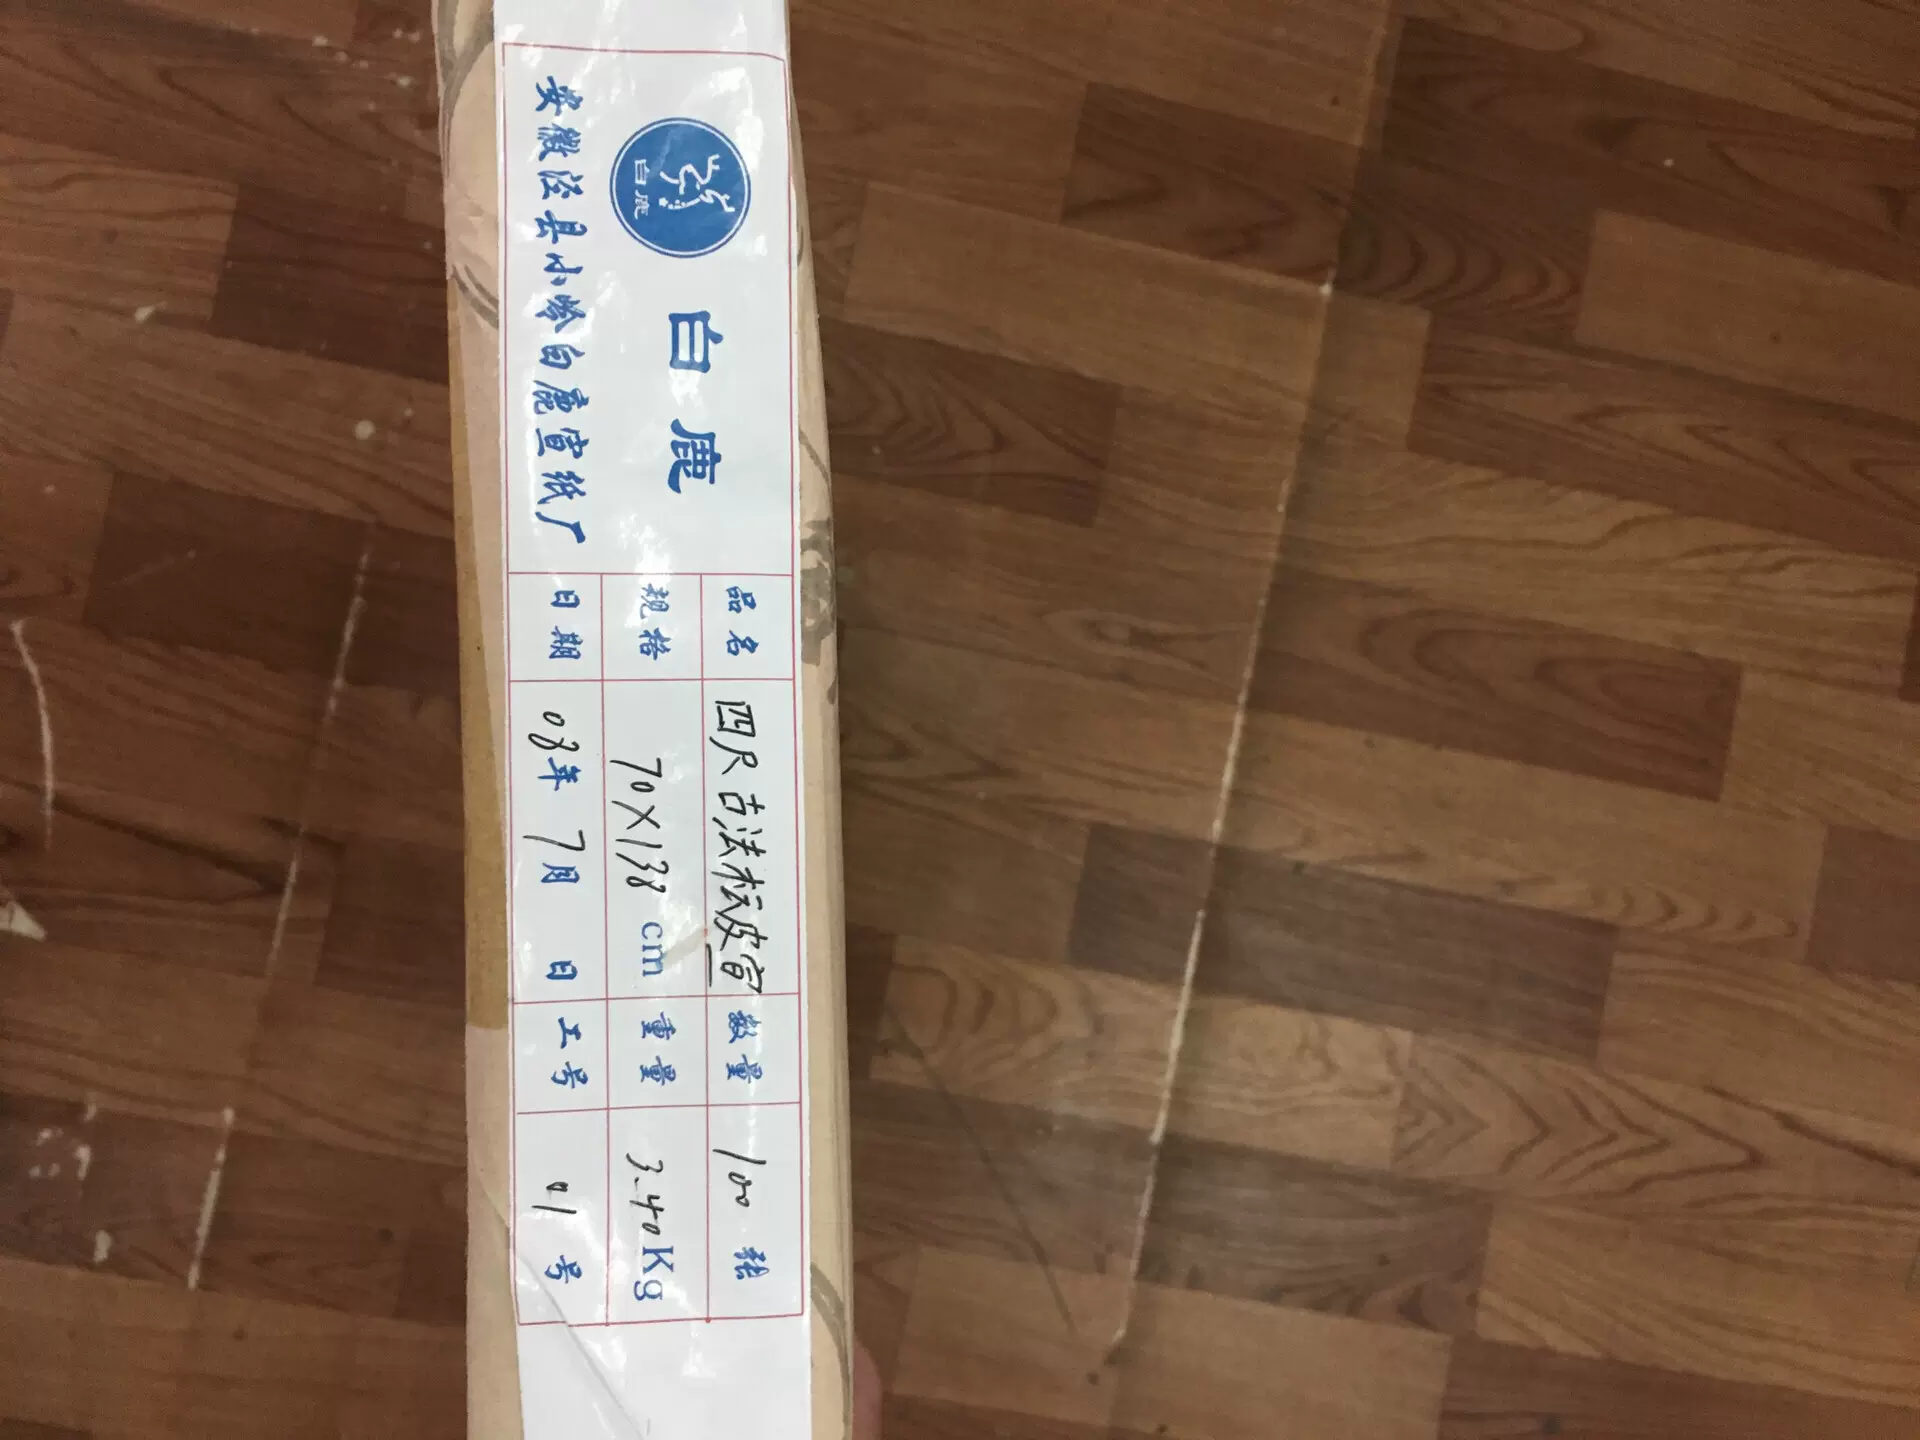 白鹿
白鹿
安徽泾县小岭白鹿宣纸厂
品名 四尺古法棉皮宣 数量 100 张
规格 70×138 cm 重量 3.40 Kg
日期 08年 7月 日 工号 01 号